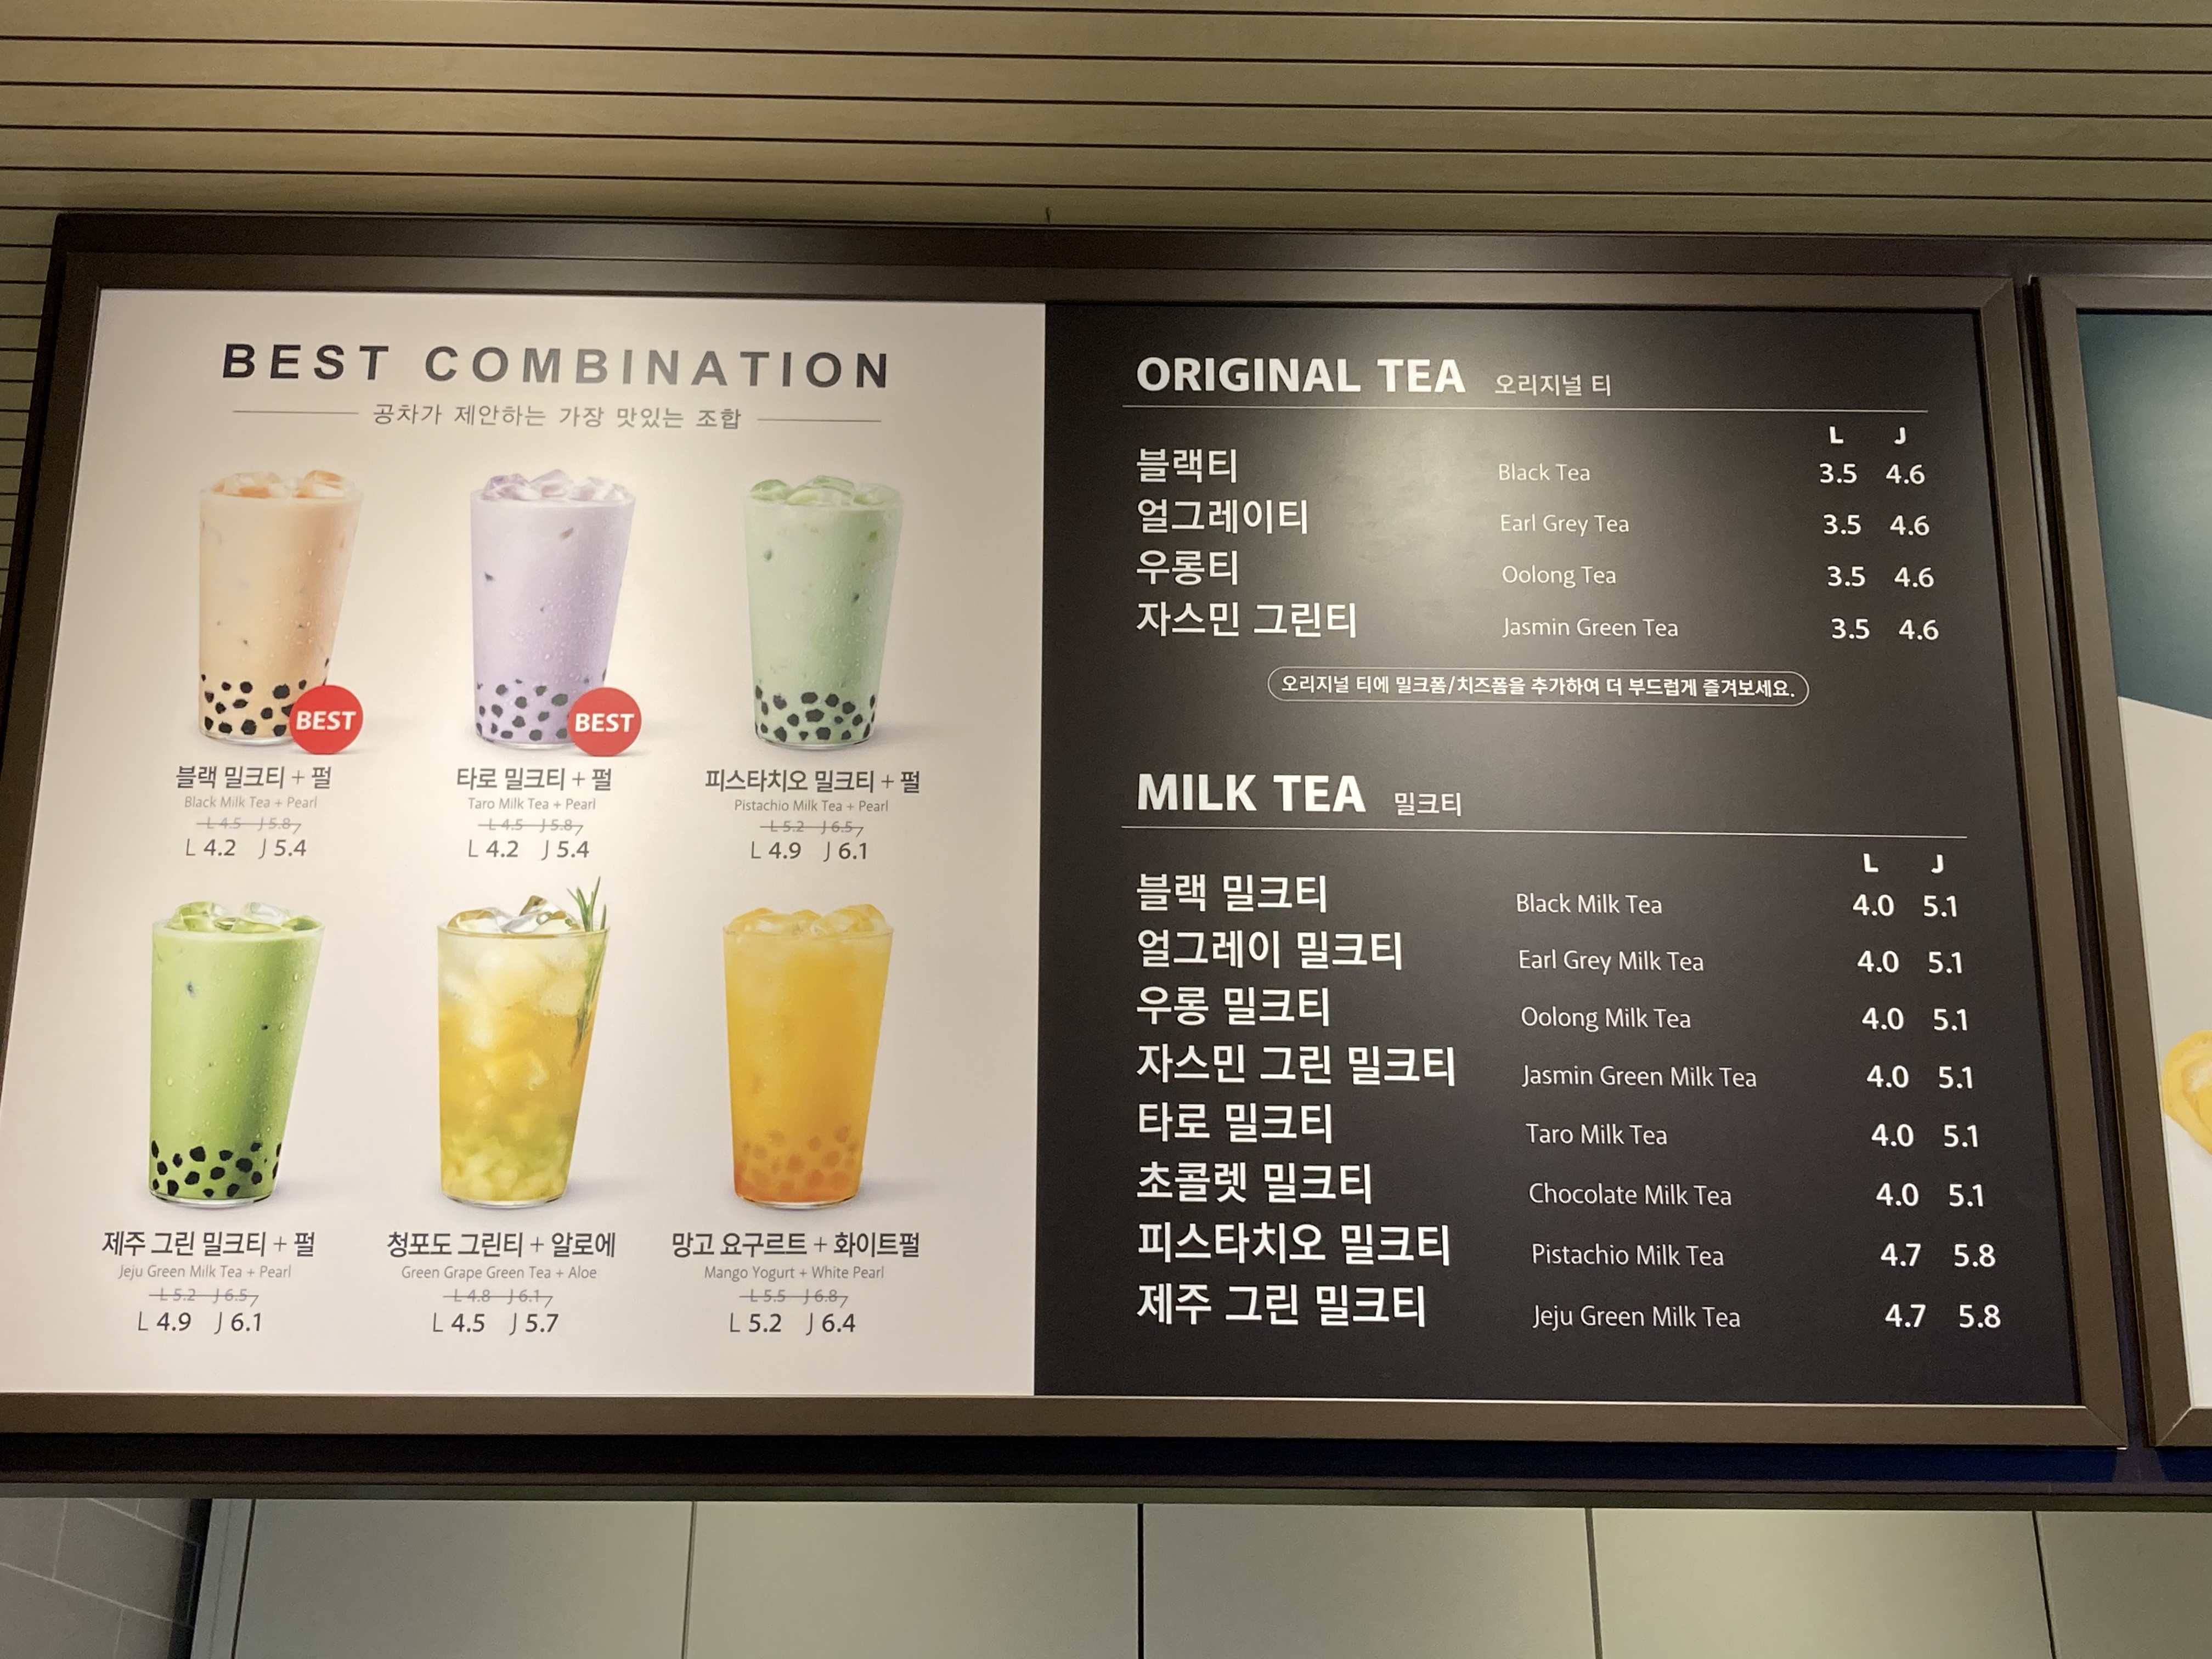 BEST COMBINATION
공차가 제안하는 가장 맛있는 조합
BEST
블랙 밀크티 + 펄
Black Milk Tea + Pearl
L 4.5 J 5.8
L 4.2 J 5.4
BEST
타로 밀크티 + 펄
Taro Milk Tea + Pearl
L 4.5 J 5.8
L 4.2 J 5.4
피스타치오 밀크티 + 펄
Pistachio Milk Tea + Pearl
L 5.2 J 6.5
L 4.9 J 6.1
제주 그린 밀크티 + 펄
Jeju Green Milk Tea + Pearl
L 5.2 J 6.5
L 4.9 J 6.1
청포도 그린티 + 알로에
Green Grape Green Tea + Aloe
L 4.8 J 6.1
L 4.5 J 5.7
망고 요구르트 + 화이트펄
Mango Yogurt + White Pearl
L 5.5 J 6.8
L 5.2 J 6.4
ORIGINAL TEA 오리지널 티
L J
블랙티 Black Tea 3.5 4.6
얼그레이티 Earl Grey Tea 3.5 4.6
우롱티 Oolong Tea 3.5 4.6
자스민 그린티 Jasmin Green Tea 3.5 4.6
오리지널 티에 밀크폼/치즈폼을 추가하여 더 부드럽게 즐겨보세요.
MILK TEA 밀크티
L J
블랙 밀크티 Black Milk Tea 4.0 5.1
얼그레이 밀크티 Earl Grey Milk Tea 4.0 5.1
우롱 밀크티 Oolong Milk Tea 4.0 5.1
자스민 그린 밀크티 Jasmin Green Milk Tea 4.0 5.1
타로 밀크티 Taro Milk Tea 4.0 5.1
초콜렛 밀크티 Chocolate Milk Tea 4.0 5.1
피스타치오 밀크티 Pistachio Milk Tea 4.7 5.8
제주 그린 밀크티 Jeju Green Milk Tea 4.7 5.8